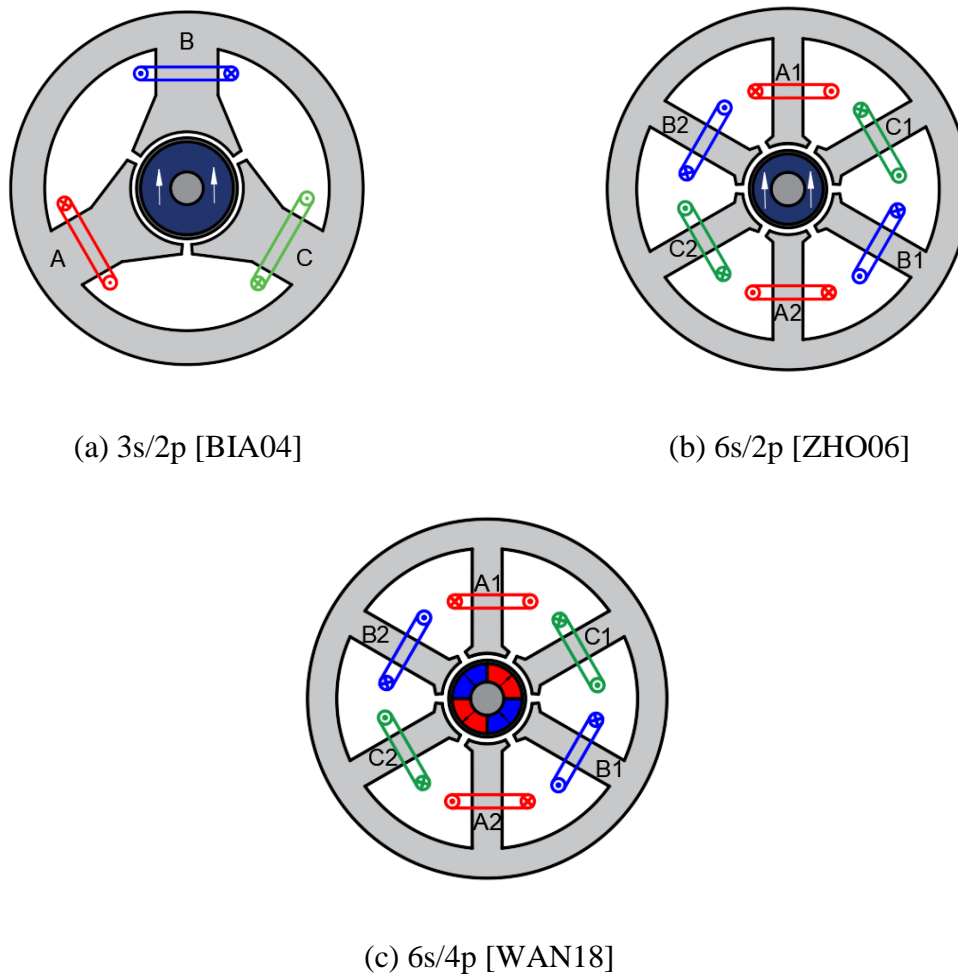 B
A
C
(a) 3s/2p [BIA04]
A1
B2
C1
C2
B1
A2
(b) 6s/2p [ZHO06]
A1
B2
C1
C2
B1
A2
(c) 6s/4p [WAN18]